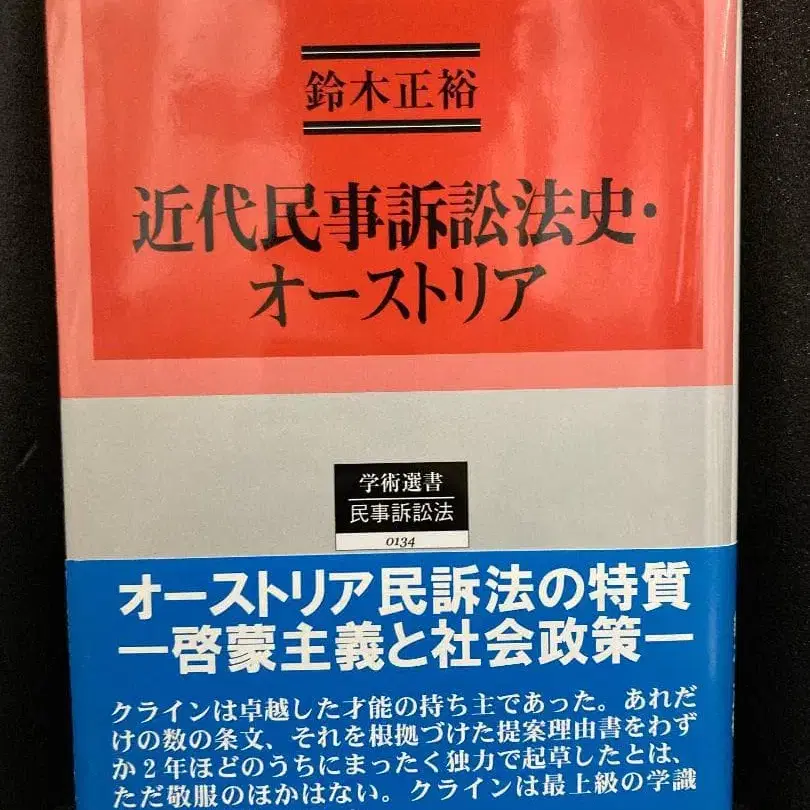 鈴木正裕
近代民事訴訟法史・
オーストリア
学術選書
民事訴訟法
0134
オーストリア民訴法の特質
―啓蒙主義と社会政策―
クラインは卓越した才能の持ち主であった。あれだ
けの数の条文、それを根拠づけた提案理由書をわず
か２年ほどのうちにまったく独力で起草したとは、
ただ敬服のほかはない。クラインは最上級の学識